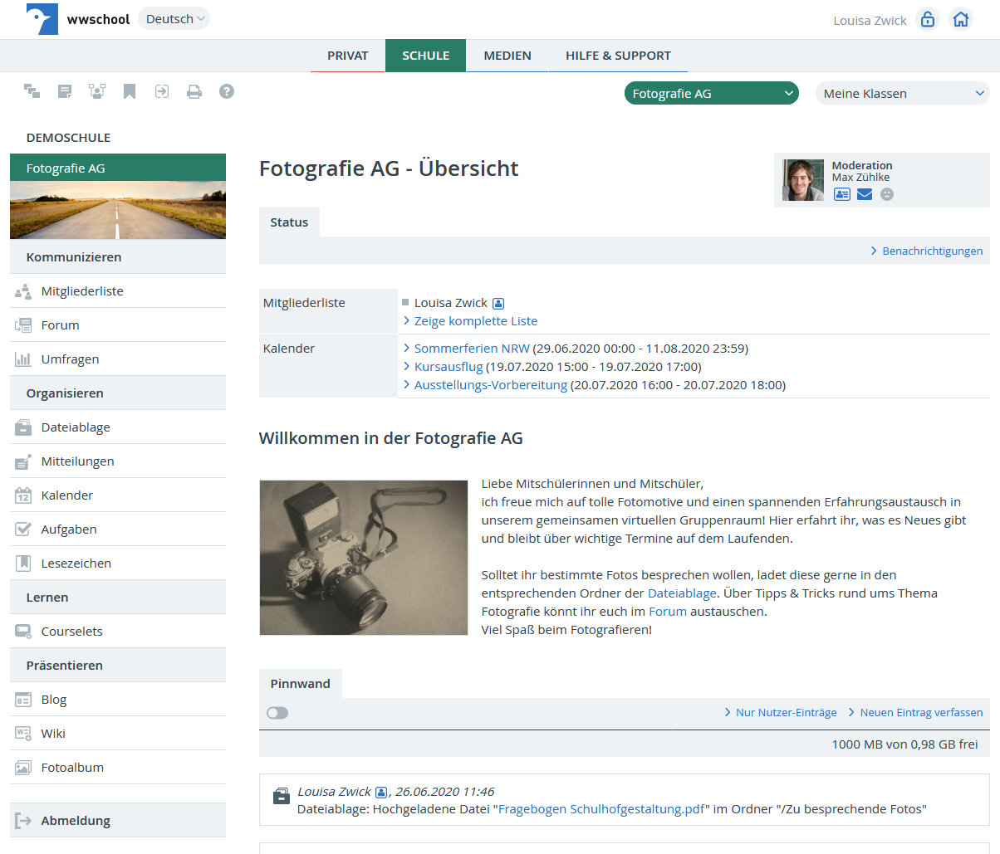 wwschool
Deutsch
Louisa Zwick
PRIVAT
SCHULE
MEDIEN
HILFE & SUPPORT
Fotografie AG
Meine Klassen
DEMOSCHULE
Fotografie AG
Kommunizieren
Mitgliederliste
Forum
Umfragen
Organisieren
Dateiablage
Mitteilungen
12
Kalender
Aufgaben
Lesezeichen
Lernen
Courselets
Präsentieren
Blog
Wiki
Fotoalbum
Abmeldung
Fotografie AG - Übersicht
Moderation
Max Zühlke
Status
Benachrichtigungen
Mitgliederliste
Louisa Zwick
Zeige komplette Liste
Kalender
Sommerferien NRW (29.06.2020 00:00 - 11.08.2020 23:59)
Kursausflug (19.07.2020 15:00 - 19.07.2020 17:00)
Ausstellungs-Vorbereitung (20.07.2020 16:00 - 20.07.2020 18:00)
Willkommen in der Fotografie AG
Liebe Mitschülerinnen und Mitschüler,
ich freue mich auf tolle Fotomotive und einen spannenden Erfahrungsaustausch in
unserem gemeinsamen virtuellen Gruppenraum! Hier erfahrt ihr, was es Neues gibt
und bleibt über wichtige Termine auf dem Laufenden.
Solltet ihr bestimmte Fotos besprechen wollen, ladet diese gerne in den
entsprechenden Ordner der Dateiablage. Über Tipps & Tricks rund ums Thema
Fotografie könnt ihr euch im Forum austauschen.
Viel Spaß beim Fotografieren!
Pinnwand
Nur Nutzer-Einträge
Neuen Eintrag verfassen
1000 MB von 0,98 GB frei
Louisa Zwick , 26.06.2020 11:46
Dateiablage: Hochgeladene Datei "Fragebogen Schulhofgestaltung.pdf" im Ordner "/Zu besprechende Fotos"